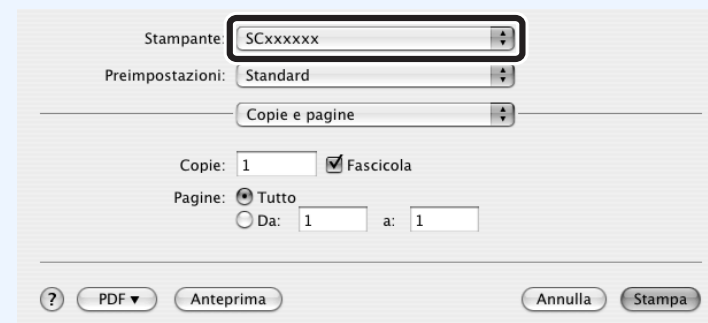 Stampante: SCxxxxxx
Preimpostazioni: Standard
Copie e pagine
Copie: 1 Fascicola
Pagine: Tutto
Da: 1 a: 1
? PDF ▼ Anteprima Annulla Stampa